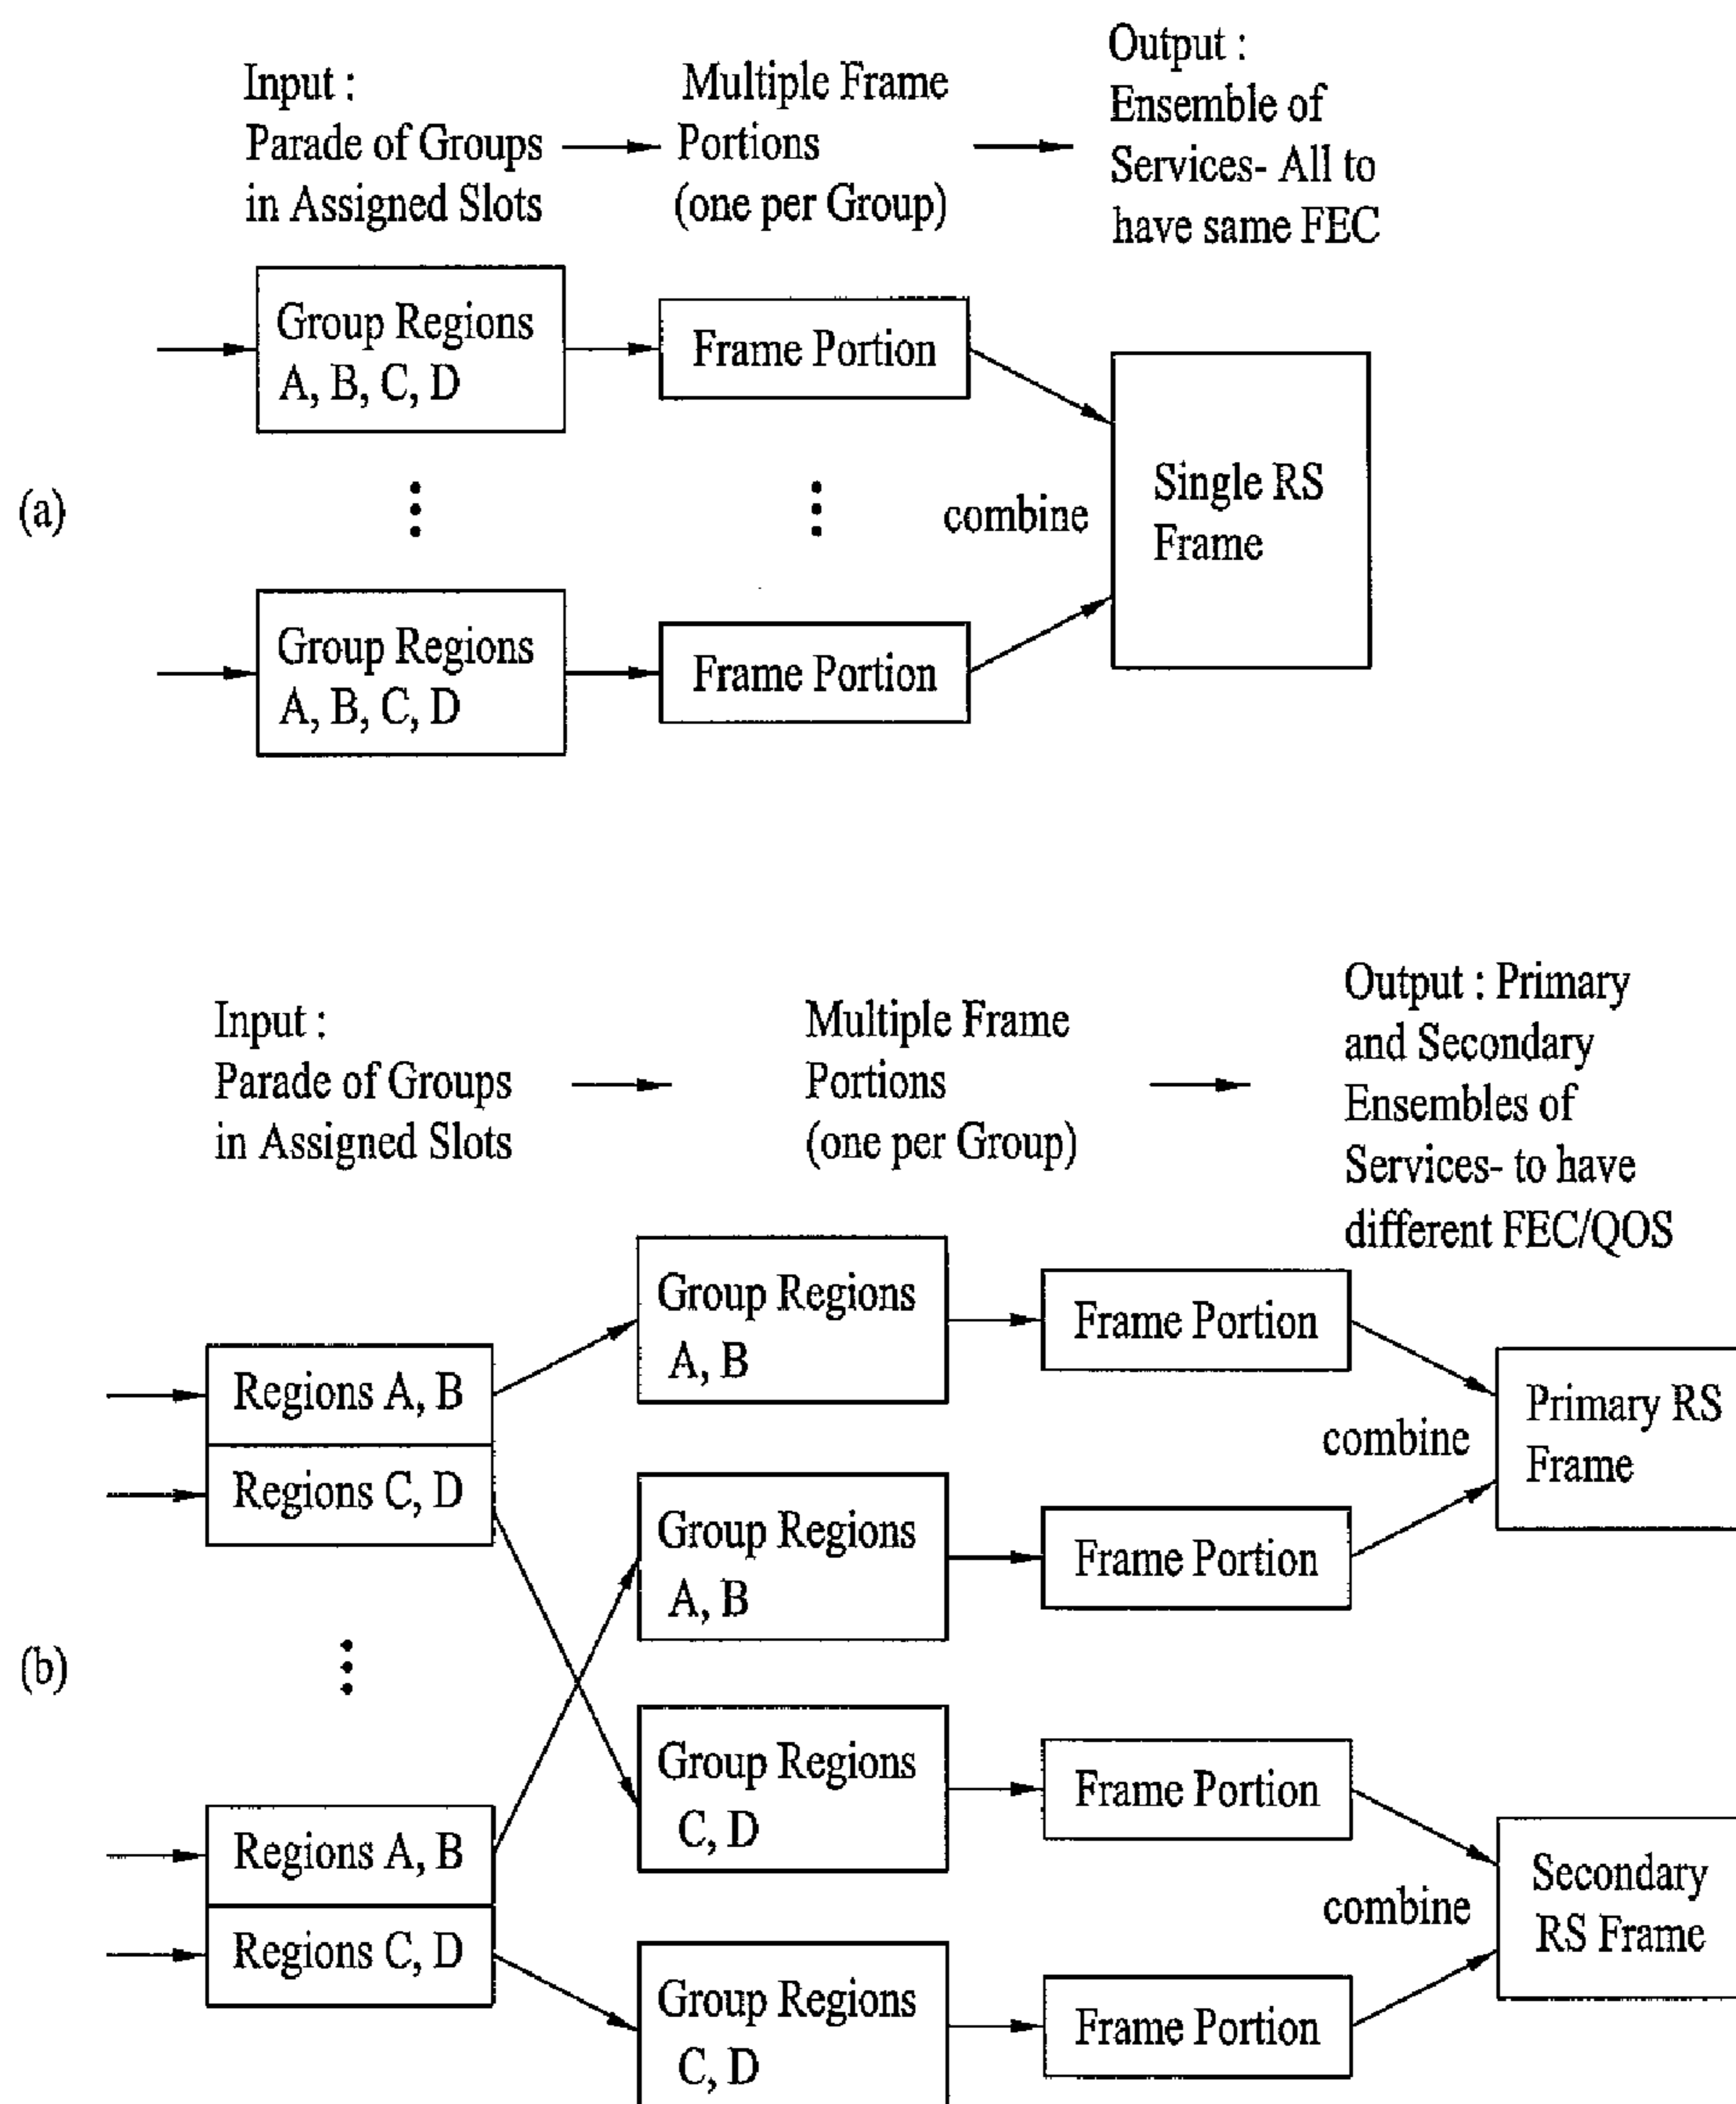 Input :
Parade of Groups
in Assigned Slots
Multiple Frame
Portions
(one per Group)
Output :
Ensemble of
Services- All to
have same FEC
(a)
Group Regions
A, B, C, D
Frame Portion
combine
Single RS
Frame
Group Regions
A, B, C, D
Frame Portion
Input :
Parade of Groups
in Assigned Slots
Multiple Frame
Portions
(one per Group)
Output : Primary
and Secondary
Ensembles of
Services- to have
different FEC/QOS
(b)
Regions A, B
Regions C, D
Regions A, B
Regions C, D
Group Regions
A, B
Frame Portion
Group Regions
A, B
Frame Portion
combine
Primary RS
Frame
Group Regions
C, D
Frame Portion
Group Regions
C, D
Frame Portion
combine
Secondary
RS Frame